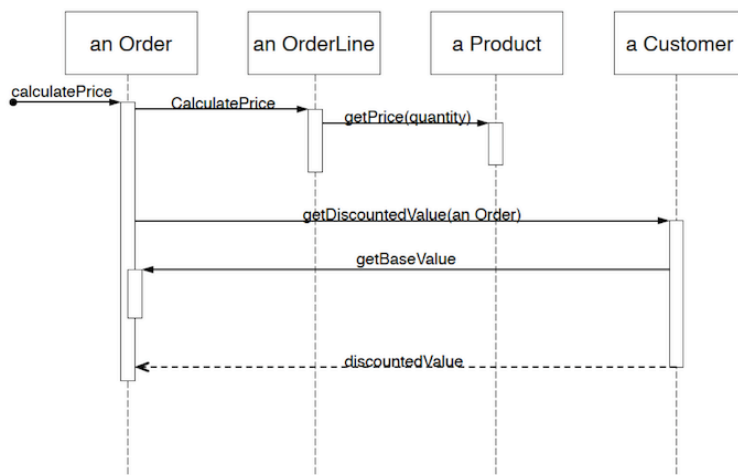 an Order
an OrderLine
a Product
a Customer
calculatePrice
CalculatePrice
getPrice(quantity)
getDiscountedValue(an Order)
getBaseValue
discountedValue